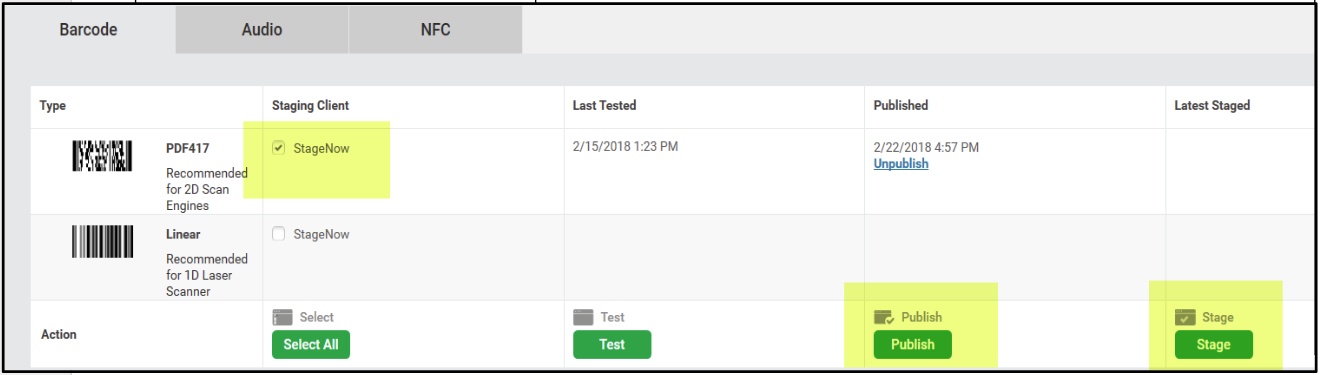 Barcode Audio NFC
Type Staging Client Last Tested Published Latest Staged
PDF417 StageNow 2/15/2018 1:23 PM 2/22/2018 4:57 PM
Unpublish
Recommended
for 2D Scan
Engines
Linear StageNow
Recommended
for 1D Laser
Scanner
Action
Select Test Publish Stage
Select All Test Publish Stage